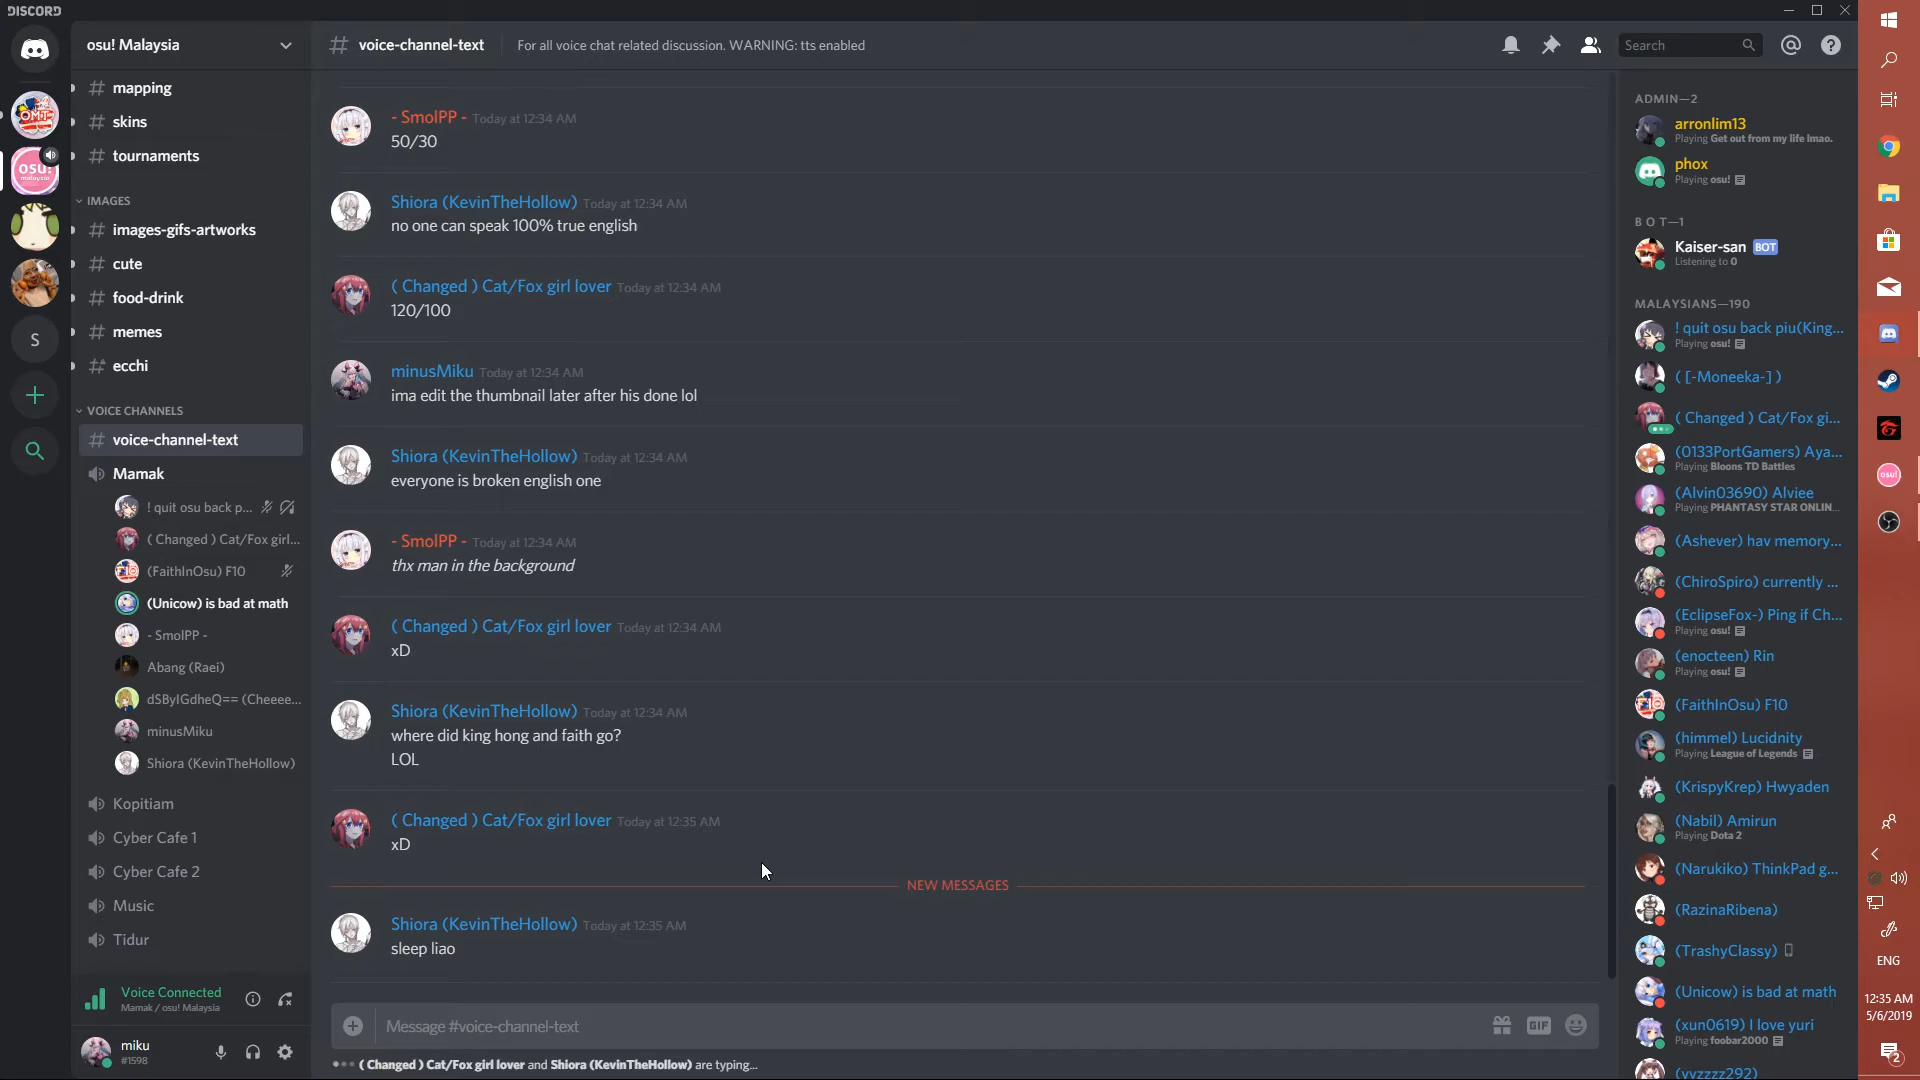 DISCORD
osu! Malaysia
mapping
skins
tournaments
IMAGES
images-gifs-artworks
cute
food-drink
memes
ecchi
VOICE CHANNELS
voice-channel-text
Mamak
! quit osu back p...
( Changed ) Cat/Fox girl...
(FaithInOsu) F10
(Unicow) is bad at math
- SmolPP -
Abang (Raei)
dSByIGdheQ== (Cheeee...
minusMiku
Shiora (KevinTheHollow)
Kopitiam
Cyber Cafe 1
Cyber Cafe 2
Music
Tidur
Voice Connected
Mamak / osu! Malaysia
miku
#1598
OMT
OSU!
malaysia
S
# voice-channel-text
For all voice chat related discussion. WARNING: tts enabled
Search
- SmolPP - Today at 12:34 AM
50/30
Shiora (KevinTheHollow) Today at 12:34 AM
no one can speak 100% true english
( Changed ) Cat/Fox girl lover Today at 12:34 AM
120/100
minusMiku Today at 12:34 AM
ima edit the thumbnail later after his done lol
Shiora (KevinTheHollow) Today at 12:34 AM
everyone is broken english one
- SmolPP - Today at 12:34 AM
thx man in the background
( Changed ) Cat/Fox girl lover Today at 12:34 AM
xD
Shiora (KevinTheHollow) Today at 12:34 AM
where did king hong and faith go?
LOL
( Changed ) Cat/Fox girl lover Today at 12:35 AM
xD
NEW MESSAGES
Shiora (KevinTheHollow) Today at 12:35 AM
sleep liao
Message #voice-channel-text
GIF
( Changed ) Cat/Fox girl lover and Shiora (KevinTheHollow) are typing...
ADMIN—2
arronlim13
Playing Get out from my life lmao.
phox
Playing osu!
B O T—1
Kaiser-san BOT
Listening to 0
MALAYSIANS—190
! quit osu back piu(King...
Playing osu!
( [-Moneeka-] )
( Changed ) Cat/Fox gi...
(0133PortGamers) Aya...
Playing Bloons TD Battles
(Alvin03690) Alviee
Playing PHANTASY STAR ONLIN...
(Ashever) hav memory...
(ChiroSpiro) currently ...
(EclipseFox-) Ping if Ch...
Playing osu!
(enocteen) Rin
Playing osu!
(FaithInOsu) F10
(himmel) Lucidnity
Playing League of Legends
(KrispyKrep) Hwyaden
(Nabil) Amirun
Playing Dota 2
(Narukiko) ThinkPad g...
(RazinaRibena)
(TrashyClassy)
(Unicow) is bad at math
(xun0619) I love yuri
Playing foobar2000
(vvzzzz292)
osu!
ENG
12:35 AM
5/6/2019
2